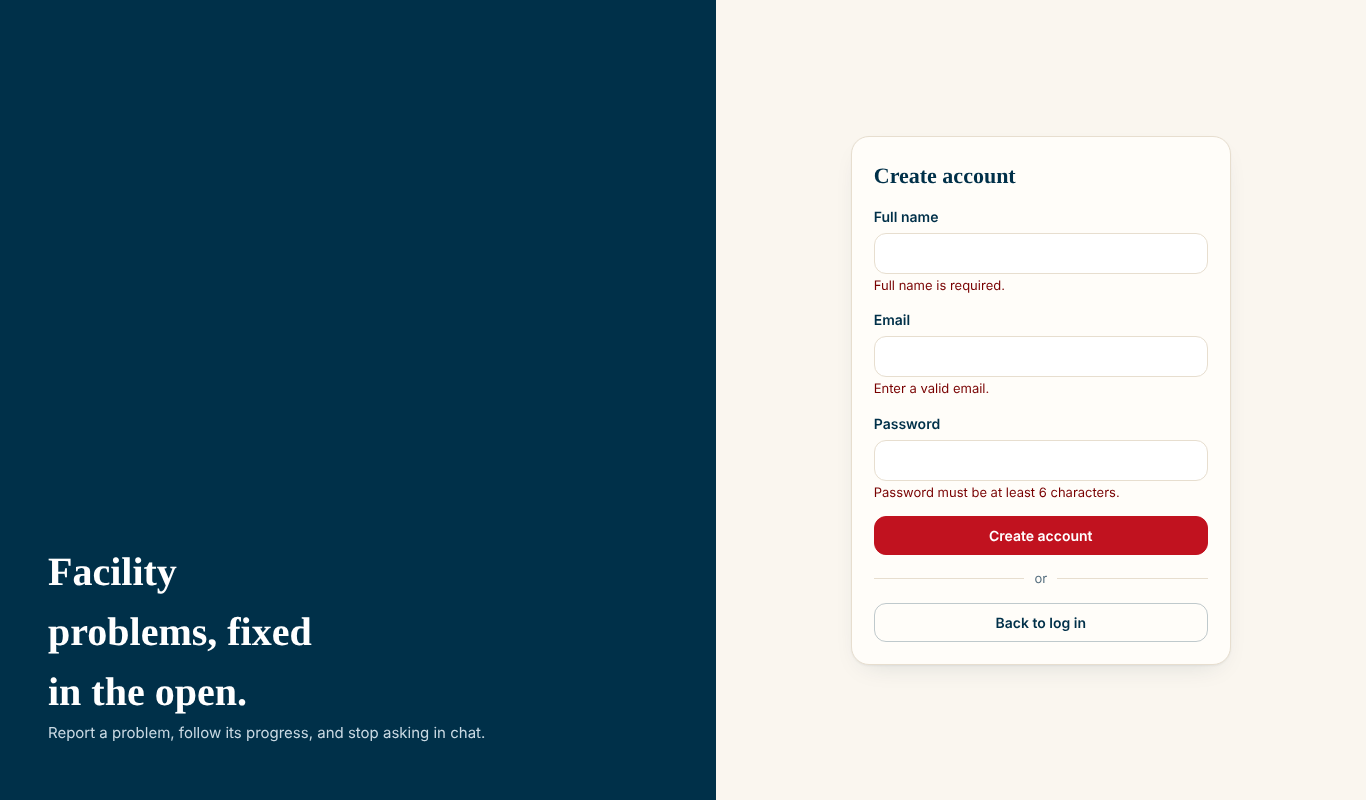 Facility
problems, fixed
in the open.
Report a problem, follow its progress, and stop asking in chat.
Create account
Full name
Full name is required.
Email
Enter a valid email.
Password
Password must be at least 6 characters.
Create account
or
Back to log in